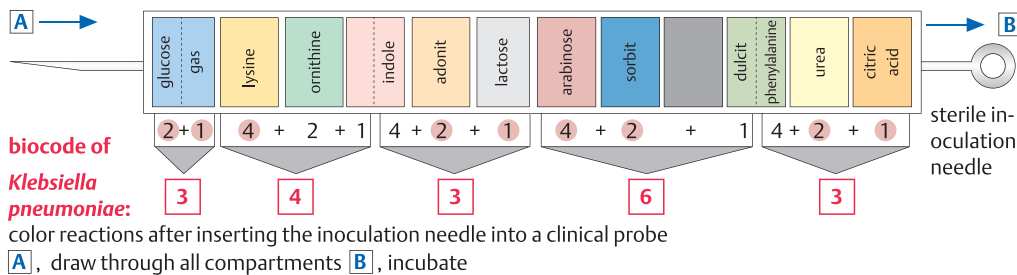 A B
glucose gas lysine ornithine indole adonit lactose arabinose sorbit dulcit phenylalanine urea citric acid
2 + 1 4 + 2 + 1 4 + 2 + 1 4 + 2 + 1 4 + 2 + 1
sterile in-
oculation
needle
biocode of
Klebsiella
pneumoniae:
3 4 3 6 3
color reactions after inserting the inoculation needle into a clinical probe
A , draw through all compartments B , incubate